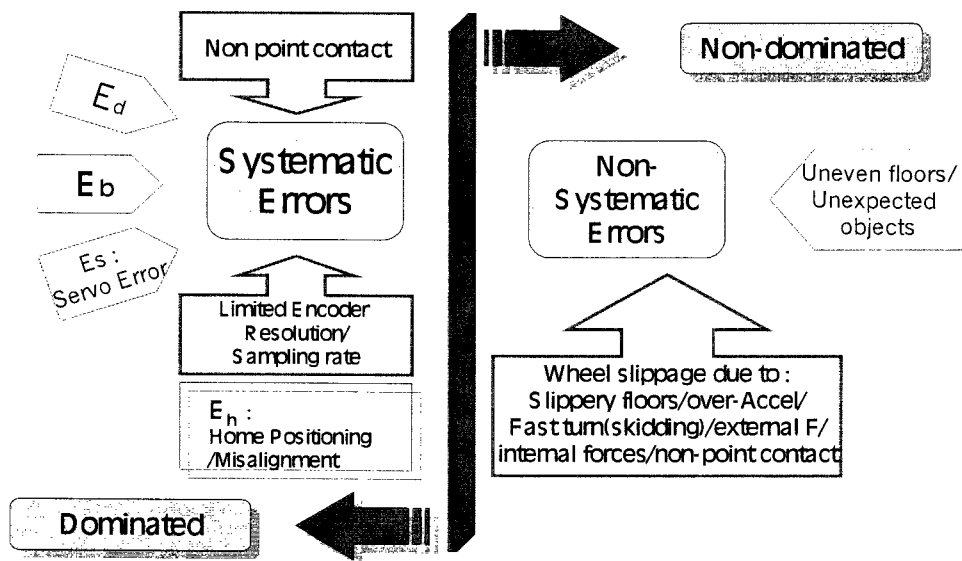 Non point contact
Non-dominated
E d
Systematic
Errors
Non-
Systematic
Errors
Uneven floors/
Unexpected
objects
Eb
Es :
Servo Error
Limited Encoder
Resolution/
Sampling rate
Wheel slippage due to :
Slippery floors/over-Accel/
Fast turn(skidding)/external F/
internal forces/non-point contact
E h :
Home Positioning
/Misalignment
Dominated